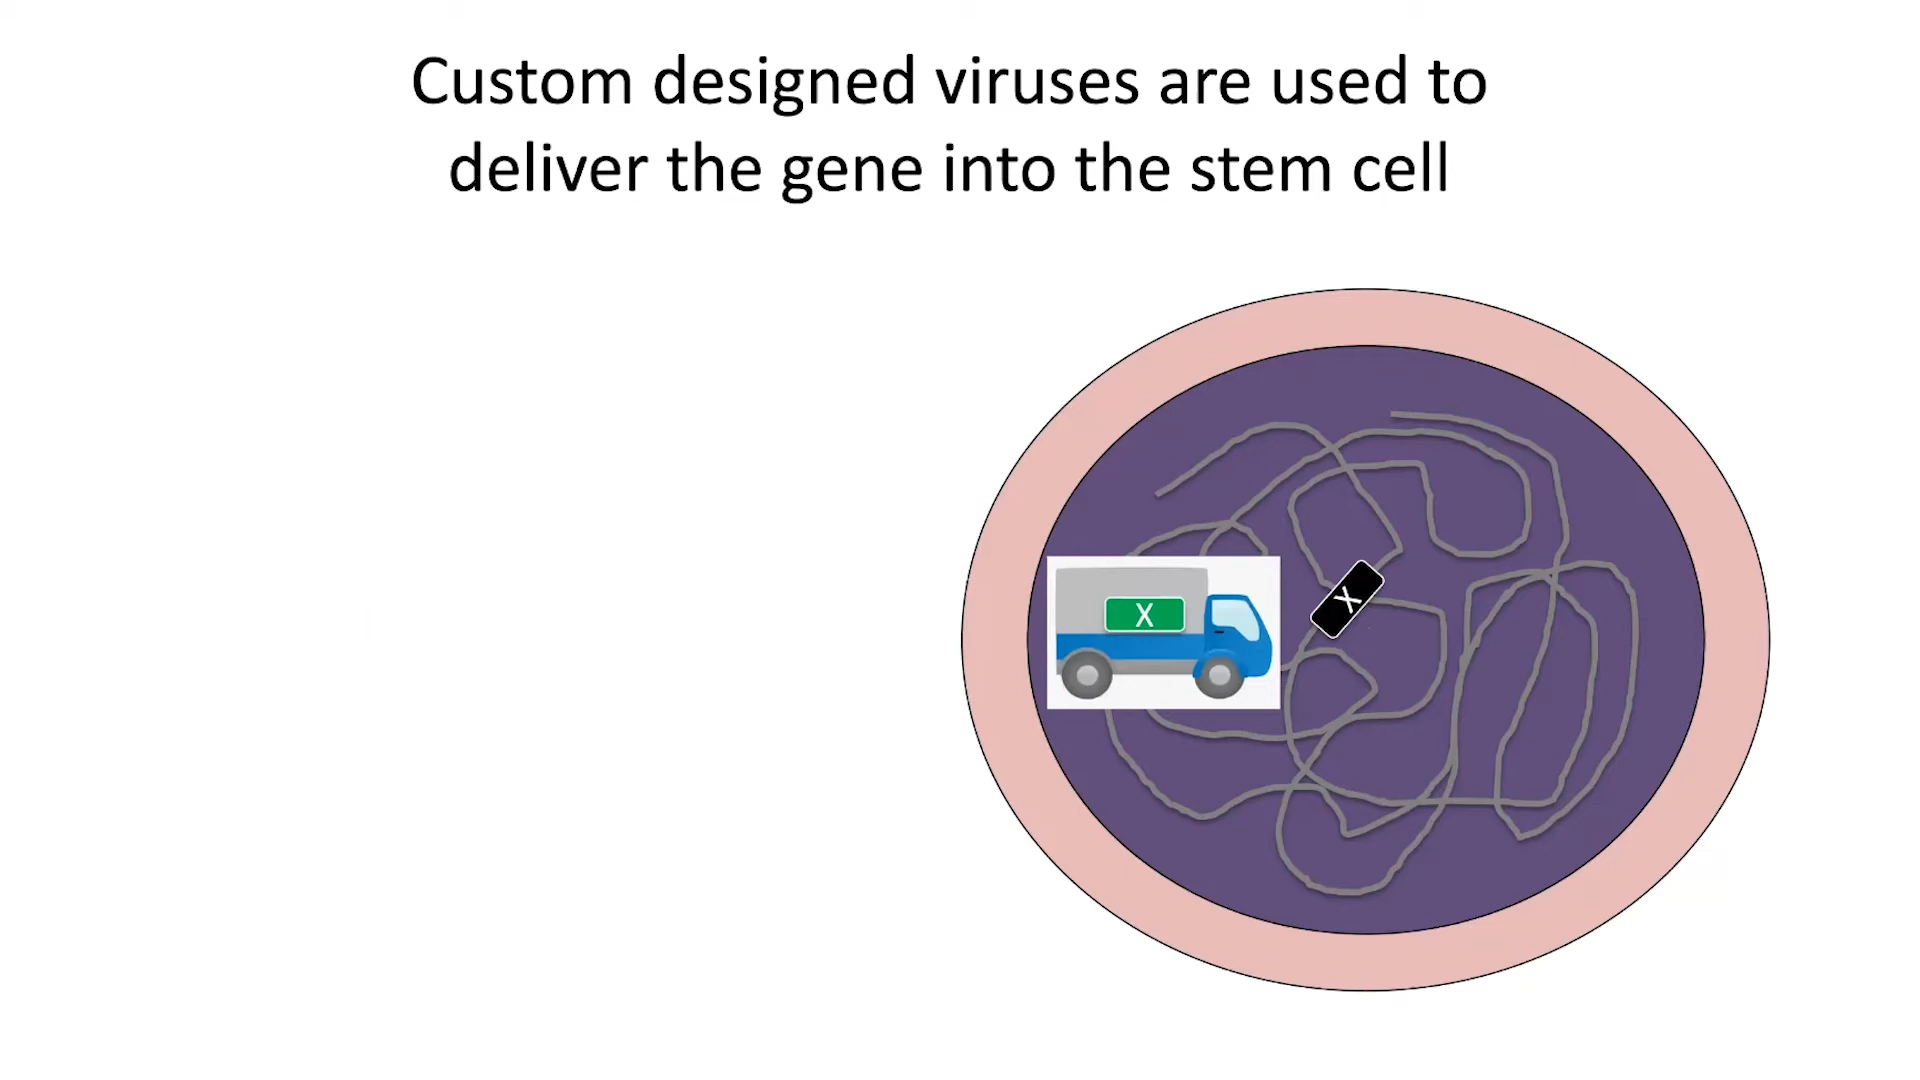 Custom designed viruses are used to
deliver the gene into the stem cell
X
X